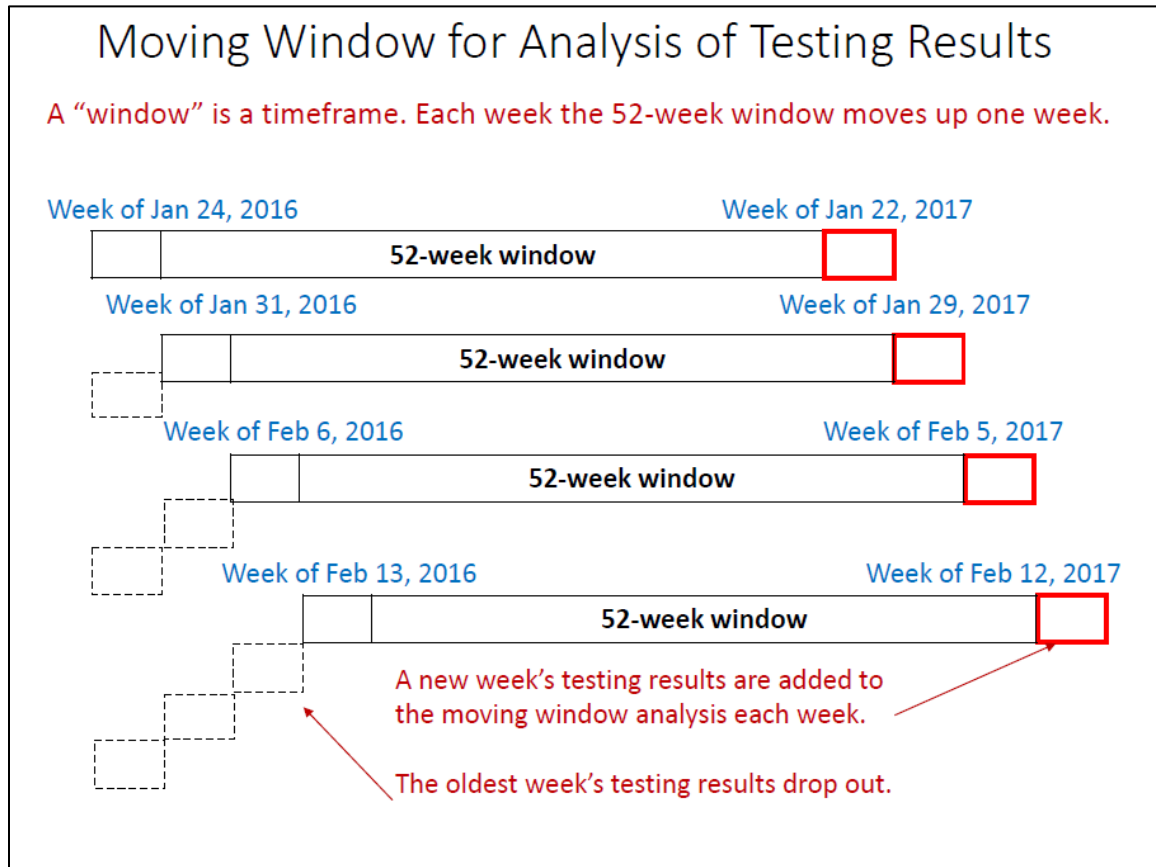 Moving Window for Analysis of Testing Results
A “window” is a timeframe. Each week the 52-week window moves up one week.
Week of Jan 24, 2016
Week of Jan 22, 2017
52-week window
Week of Jan 31, 2016
Week of Jan 29, 2017
52-week window
Week of Feb 6, 2016
Week of Feb 5, 2017
52-week window
Week of Feb 13, 2016
Week of Feb 12, 2017
52-week window
A new week’s testing results are added to
the moving window analysis each week.
The oldest week’s testing results drop out.